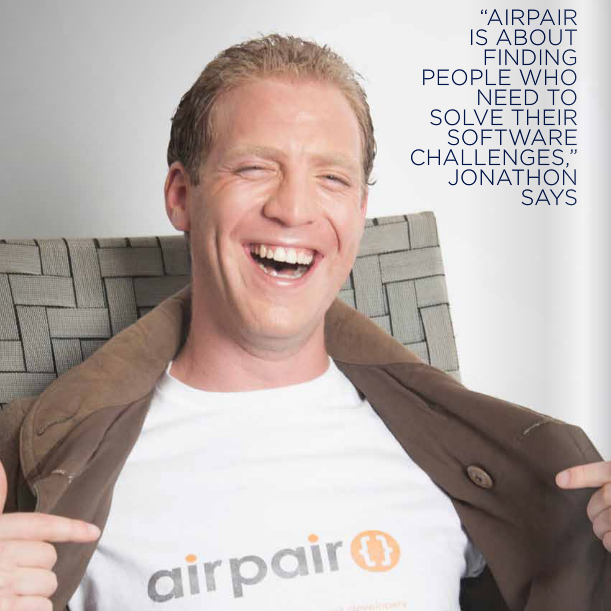 “AIRPAIR
IS ABOUT
FINDING
PEOPLE WHO
NEED TO
SOLVE THEIR
SOFTWARE
CHALLENGES,”
JONATHON
SAYS
airpair{}